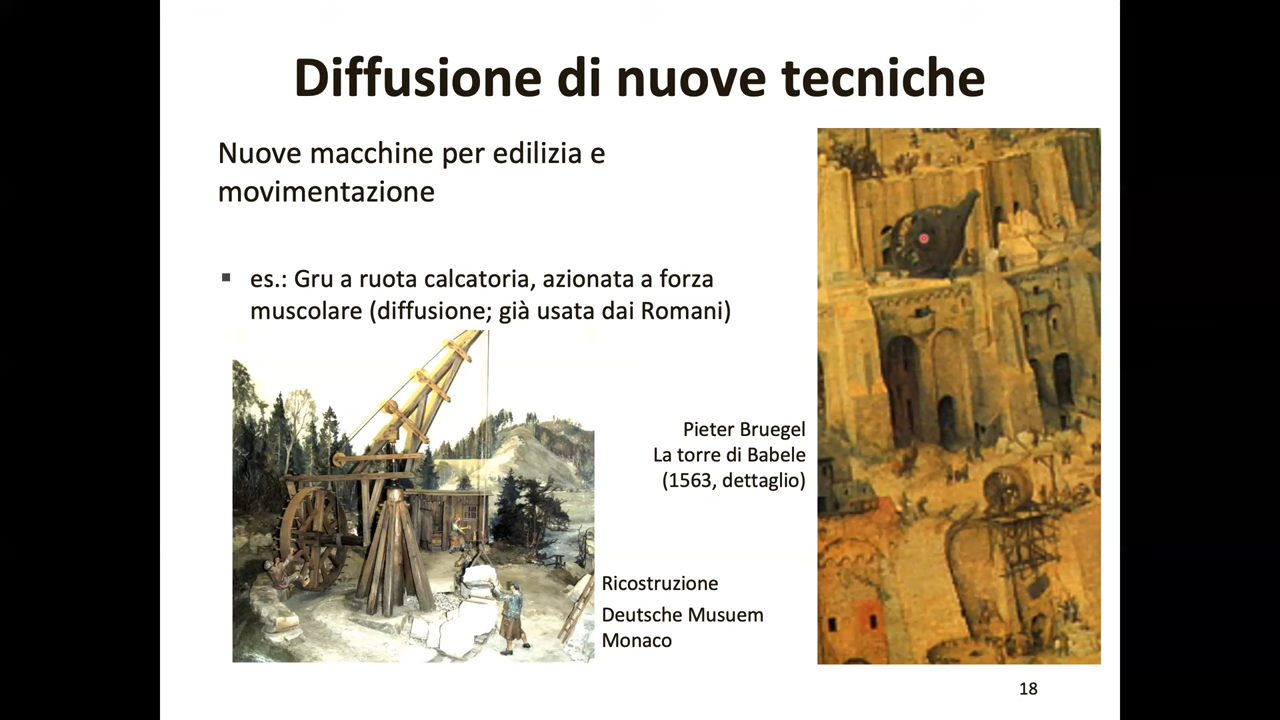 Diffusione di nuove tecniche
Nuove macchine per edilizia e
movimentazione
▪ es.: Gru a ruota calcatoria, azionata a forza
muscolare (diffusione; già usata dai Romani)
Pieter Bruegel
La torre di Babele
(1563, dettaglio)
Ricostruzione
Deutsche Musuem
Monaco
18